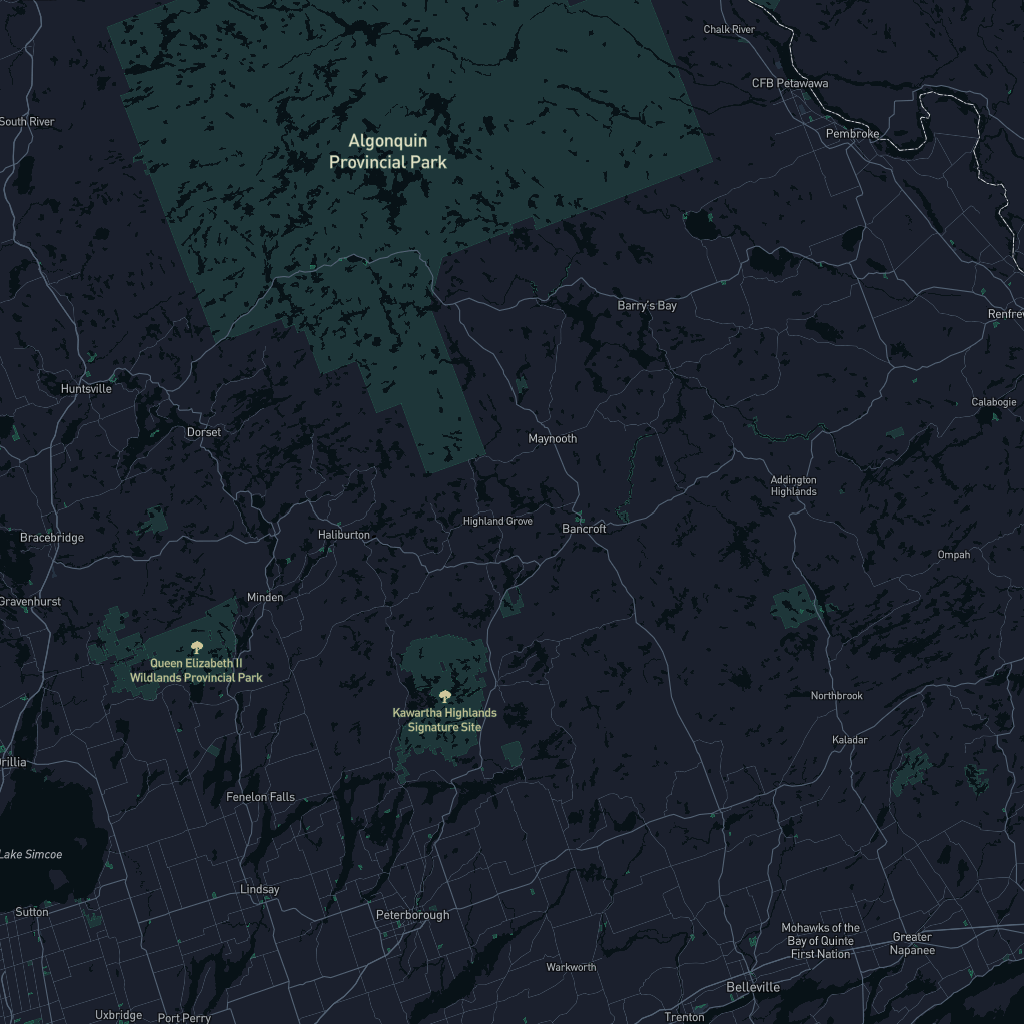 Chalk River
CFB Petawawa
South River
Pembroke
Algonquin
Provincial Park
Barry's Bay
Renfrew
Huntsville
Calabogie
Dorset
Maynooth
Addington
Highlands
Highland Grove
Bancroft
Haliburton
Bracebridge
Ompah
Minden
Gravenhurst
Queen Elizabeth II
Wildlands Provincial Park
Northbrook
Kawartha Highlands
Signature Site
Kaladar
Orillia
Fenelon Falls
Lake Simcoe
Lindsay
Sutton
Peterborough
Mohawks of the
Bay of Quinte
First Nation
Greater
Napanee
Warkworth
Belleville
Uxbridge
Port Perry
Trenton